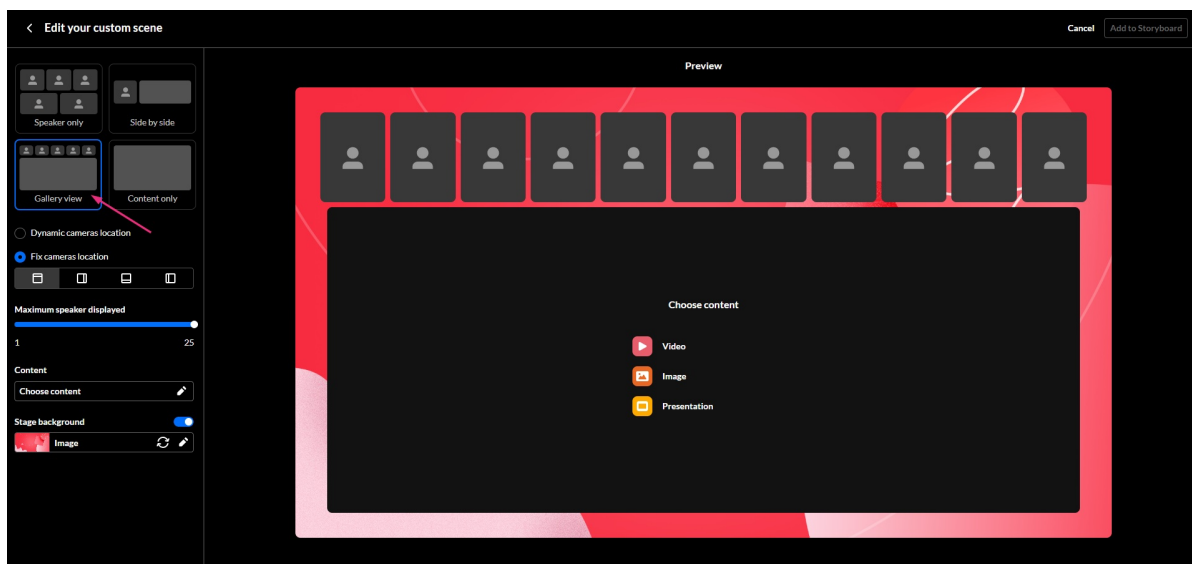 Edit your custom scene
Cancel
Add to Storyboard
Speaker only
Side by side
Gallery view
Content only
Dynamic cameras location
Fix cameras location
Maximum speaker displayed
1
25
Content
Choose content
Stage background
Image
Preview
Choose content
Video
Image
Presentation